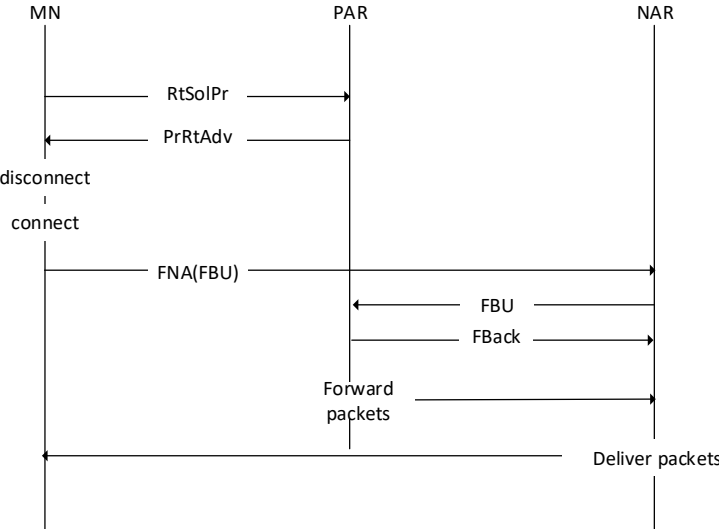 MN
PAR
NAR
RtSolPr
PrRtAdv
disconnect
connect
FNA(FBU)
FBU
FBack
Forward
packets
Deliver packets